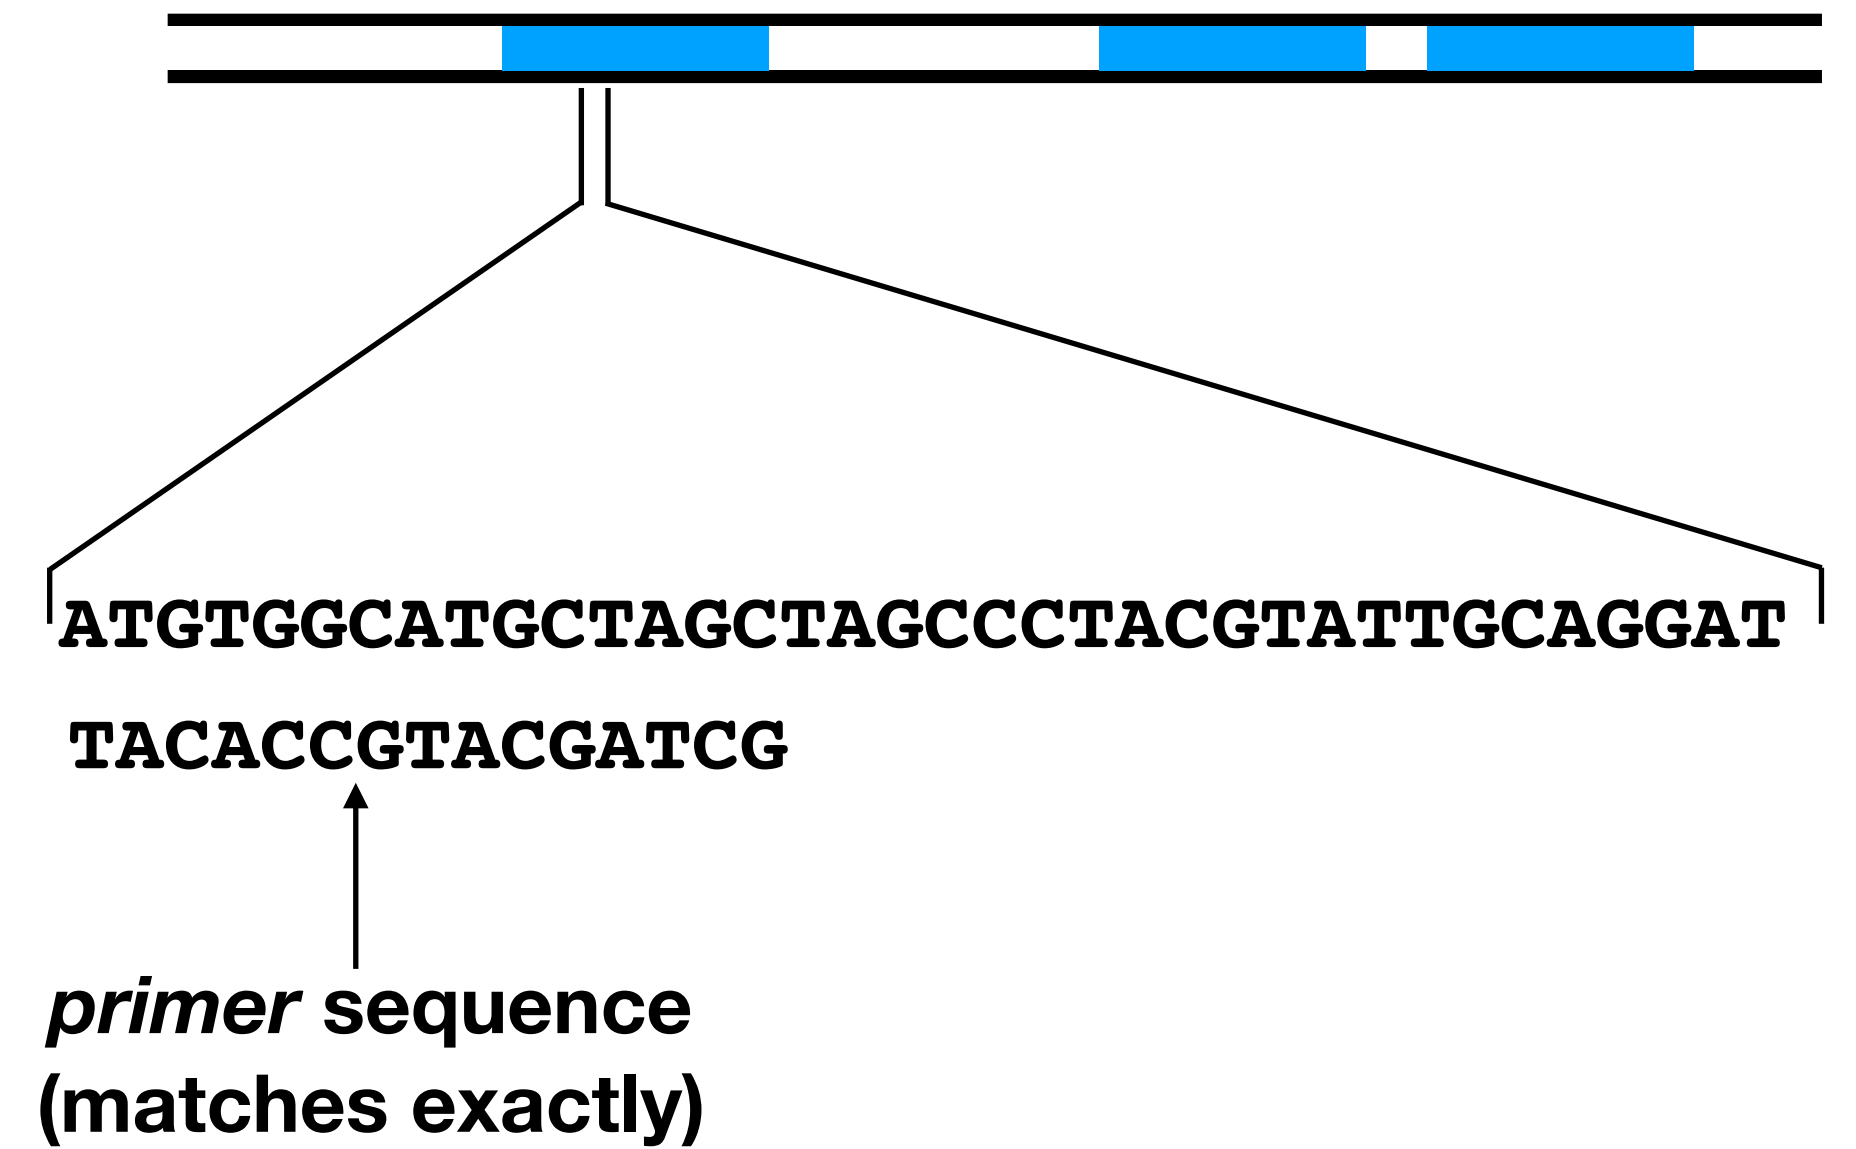 ATGTGGCATGCTAGCTAGCCCTACGTATTGCAGGAT
TACACCGTACGATCG
primer sequence
(matches exactly)